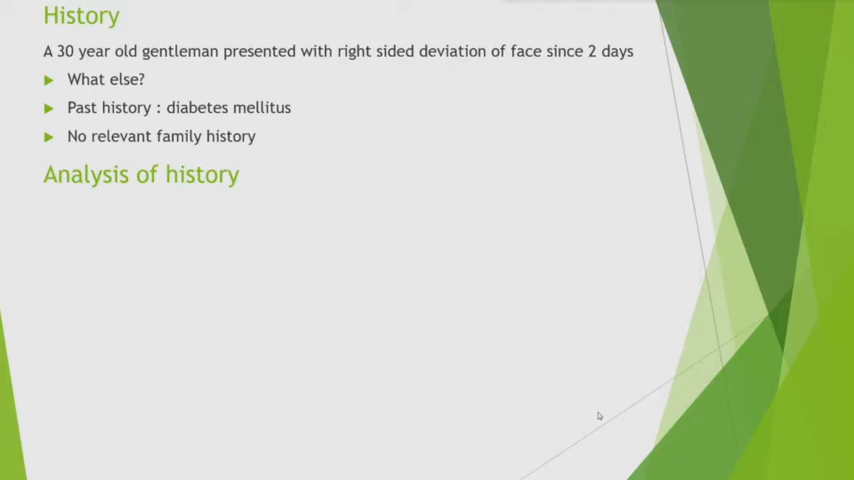 History
A 30 year old gentleman presented with right sided deviation of face since 2 days
What else?
Past history : diabetes mellitus
No relevant family history
Analysis of history